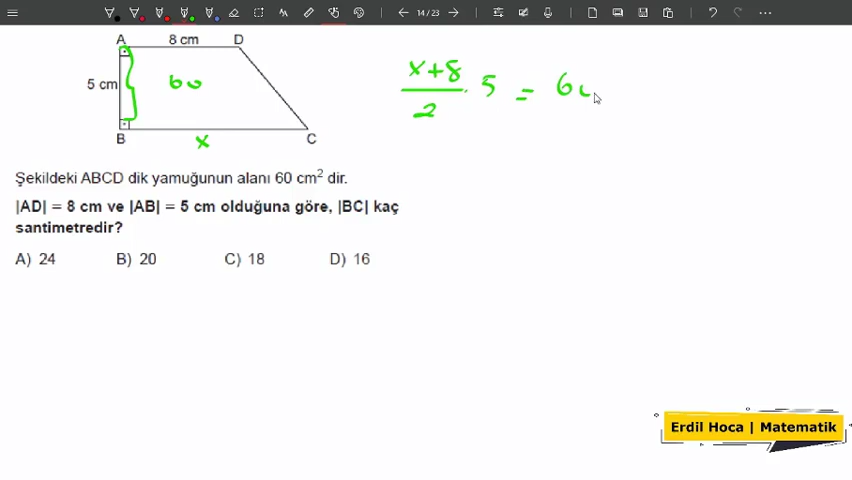 14/23
A 8 cm D
5 cm 60
B x C
x+8
2
. 5 = 60
Şekildeki ABCD dik yamuğunun alanı 60 cm² dir.
|AD| = 8 cm ve |AB| = 5 cm olduğuna göre, |BC| kaç
santimetredir?
A) 24 B) 20 C) 18 D) 16
Erdil Hoca | Matematik